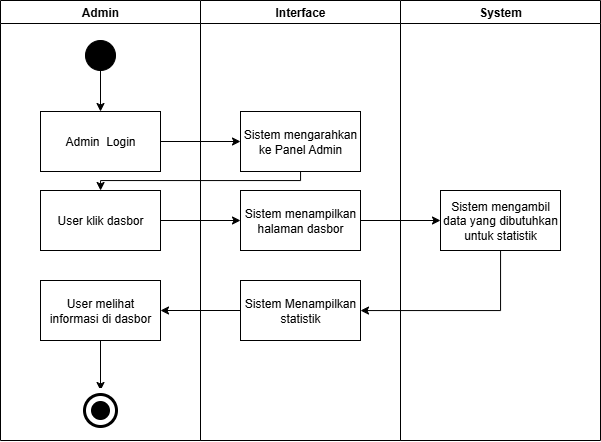 Admin
Interface
System
Admin  Login
Sistem mengarahkan
ke Panel Admin
User klik dasbor
Sistem menampilkan
halaman dasbor
Sistem mengambil
data yang dibutuhkan
untuk statistik
User melihat
informasi di dasbor
Sistem Menampilkan
statistik